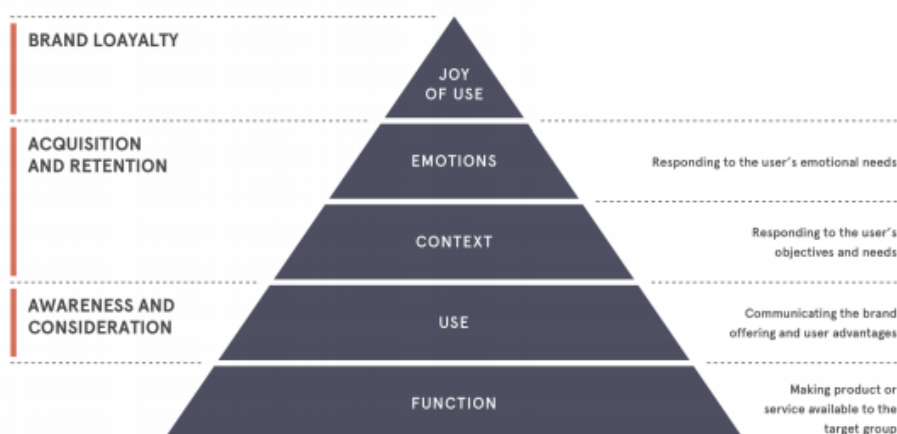 BRAND LOAYALTY
JOY
OF USE
ACQUISITION
AND RETENTION
EMOTIONS
Responding to the user's emotional needs
CONTEXT
Responding to the user's
objectives and needs
AWARENESS AND
CONSIDERATION
USE
Communicating the brand
offering and user advantages
FUNCTION
Making product or
service available to the
target group